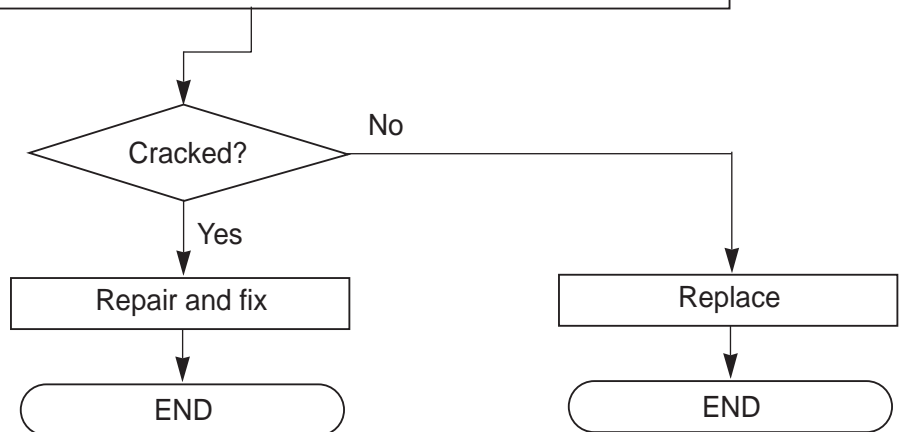 No
Cracked?
Yes
Repair and fix
Replace
END
END